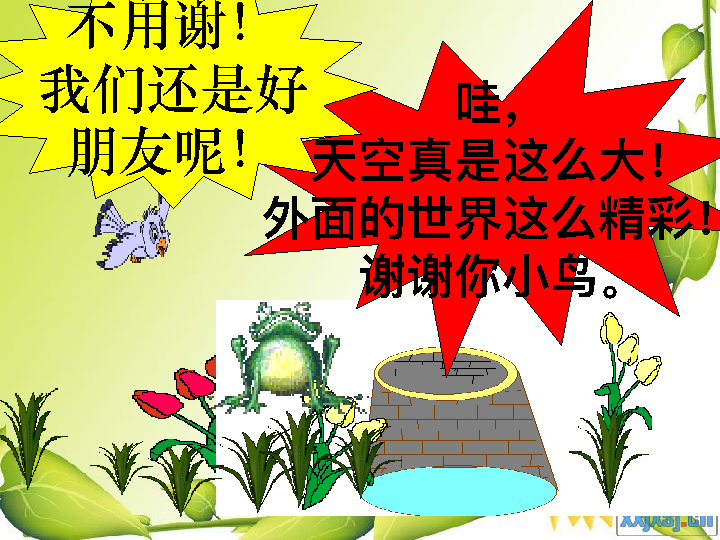 不用谢！
我们还是好
朋友呢！
哇，
天空真是这么大！
外面的世界这么精彩！
谢谢你小鸟。